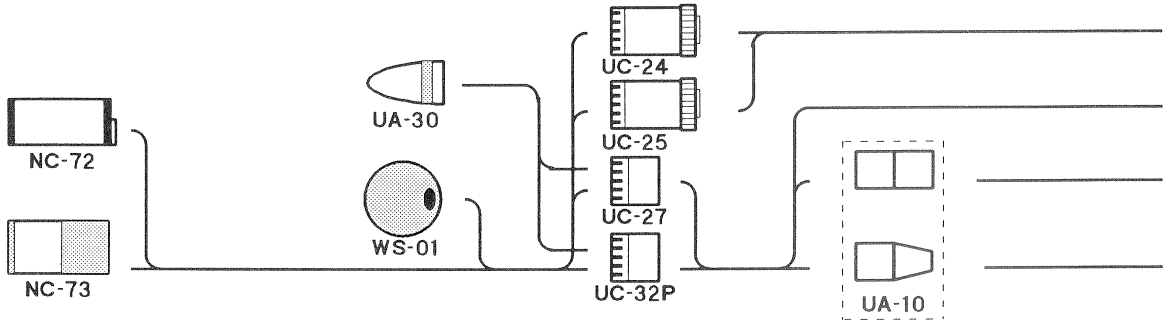 UC-24
UA-30
UC-25
NC-72
UC-27
WS-01
NC-73
UC-32P
UA-10